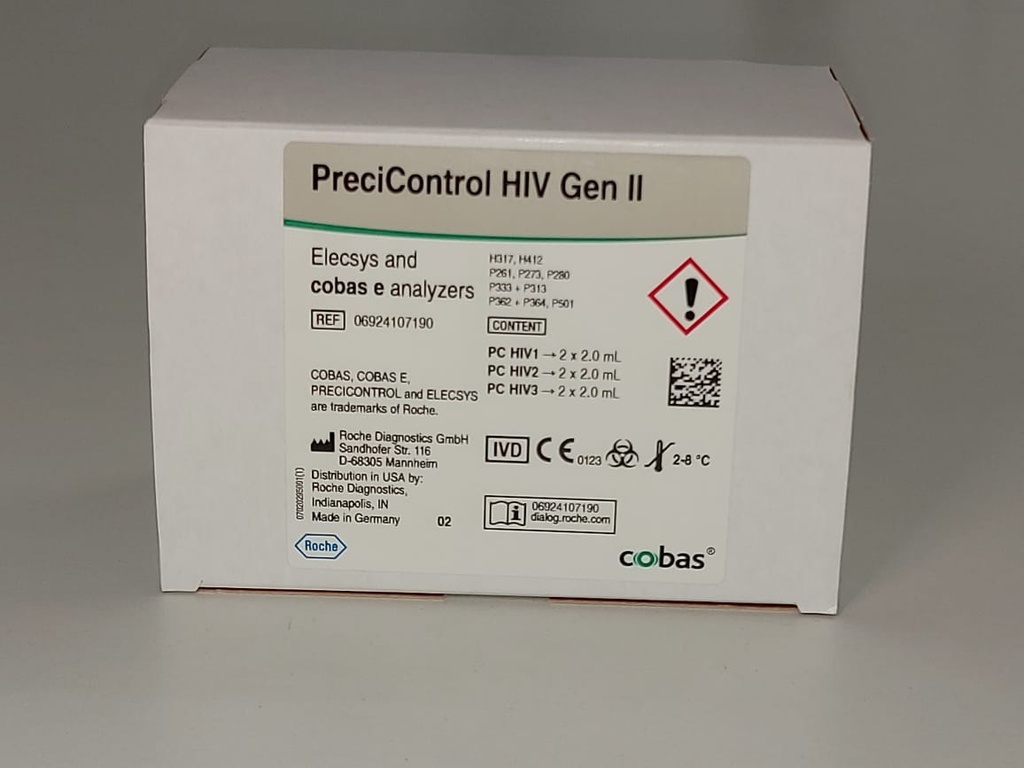 PreciControl HIV Gen II
Elecsys and
cobas e analyzers
REF 06924107190
H317, H412
P261, P273, P280
P333 + P313
P362 + P364, P501
CONTENT
PC HIV1 → 2 x 2.0 mL
PC HIV2 → 2 x 2.0 mL
PC HIV3 → 2 x 2.0 mL
COBAS, COBAS E,
PRECICONTROL and ELECSYS
are trademarks of Roche.
Roche Diagnostics GmbH
Sandhofer Str. 116
D-68305 Mannheim
Distribution in USA by:
Roche Diagnostics,
Indianapolis, IN
Made in Germany 02
IVD CE 0123 2-8 °C
06924107190
dialog.roche.com
Roche
cobas®